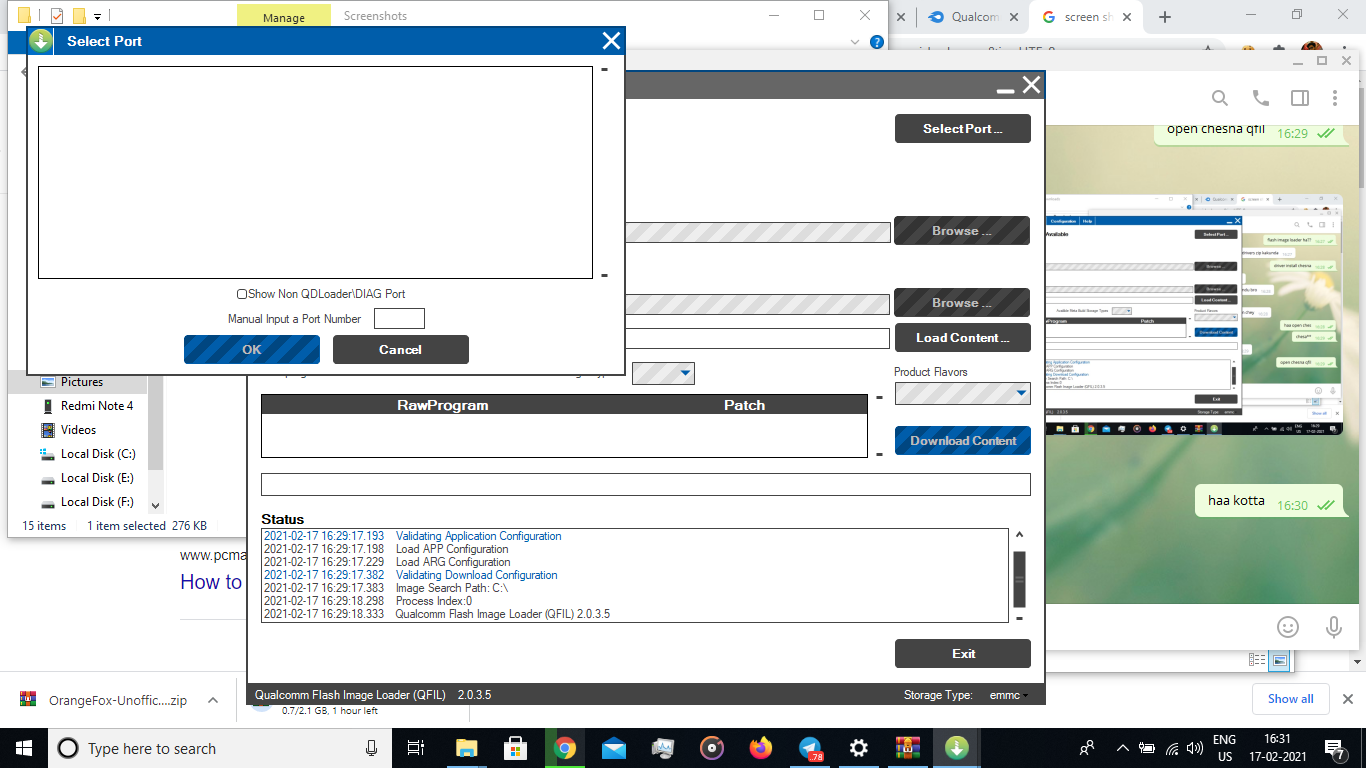 Manage
Screenshots
Qualcom
screen sh
Select Port
Select Port ...
open chesna qfil 16:29
Browse ...
Show Non QDLoader\DIAG Port
Manual Input a Port Number
Browse ...
OK
Cancel
Load Content ...
Product Flavors
Pictures
Redmi Note 4
Videos
Local Disk (C:)
Local Disk (E:)
Local Disk (F:)
15 items 1 item selected 276 KB
RawProgram Patch
Download Content
haa kotta 16:30
Status
2021-02-17 16:29:17.193 Validating Application Configuration
2021-02-17 16:29:17.198 Load APP Configuration
2021-02-17 16:29:17.229 Load ARG Configuration
2021-02-17 16:29:17.382 Validating Download Configuration
2021-02-17 16:29:17.383 Image Search Path: C:\
2021-02-17 16:29:18.298 Process Index:0
2021-02-17 16:29:18.333 Qualcomm Flash Image Loader (QFIL) 2.0.3.5
www.pcma
How to
Exit
Qualcomm Flash Image Loader (QFIL) 2.0.3.5
Storage Type: emmc
OrangeFox-Unoffic....zip
0.7/2.1 GB, 1 hour left
Show all
Type here to search
.78
ENG
US
16:31
17-02-2021
7